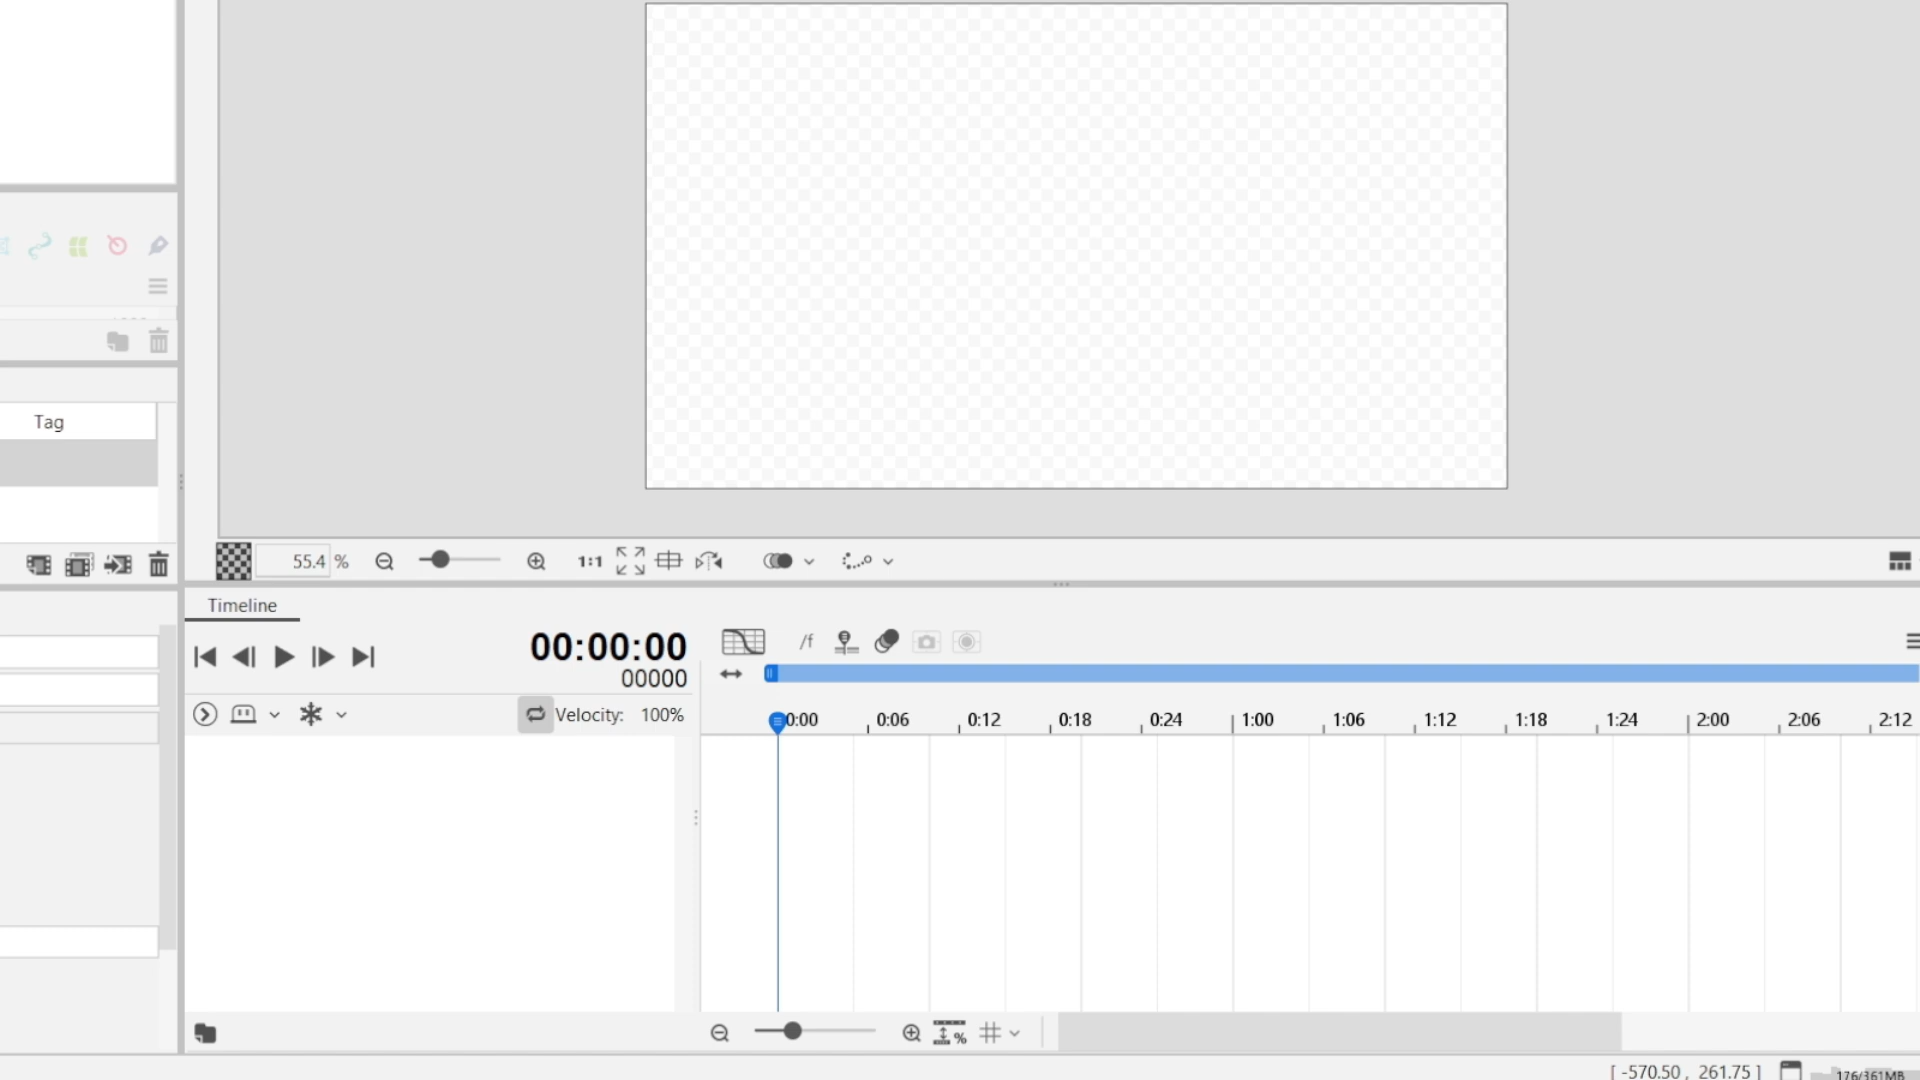 Tag
55.4 %
1:1
Timeline
00:00:00
/f
00000
Velocity: 100%
0:00 0:06 0:12 0:18 0:24 1:00 1:06 1:12 1:18 1:24 2:00 2:06 2:12
%
[ -570.50 , 261.75 ]
176/361MB